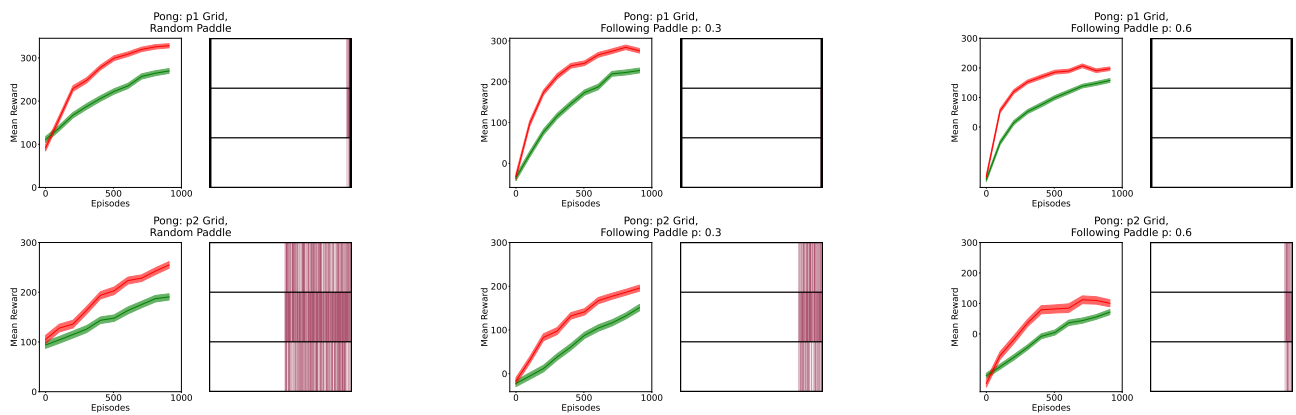 Pong: p1 Grid,
Random Paddle
Mean Reward
300
200
100
0
0
500
1000
Episodes
Pong: p1 Grid,
Following Paddle p: 0.3
Mean Reward
300
200
100
0
0
500
1000
Episodes
Pong: p1 Grid,
Following Paddle p: 0.6
Mean Reward
300
200
100
0
0
500
1000
Episodes
Pong: p2 Grid,
Random Paddle
Mean Reward
300
200
100
0
0
500
1000
Episodes
Pong: p2 Grid,
Following Paddle p: 0.3
Mean Reward
300
200
100
0
0
500
1000
Episodes
Pong: p2 Grid,
Following Paddle p: 0.6
Mean Reward
300
200
100
0
0
500
1000
Episodes